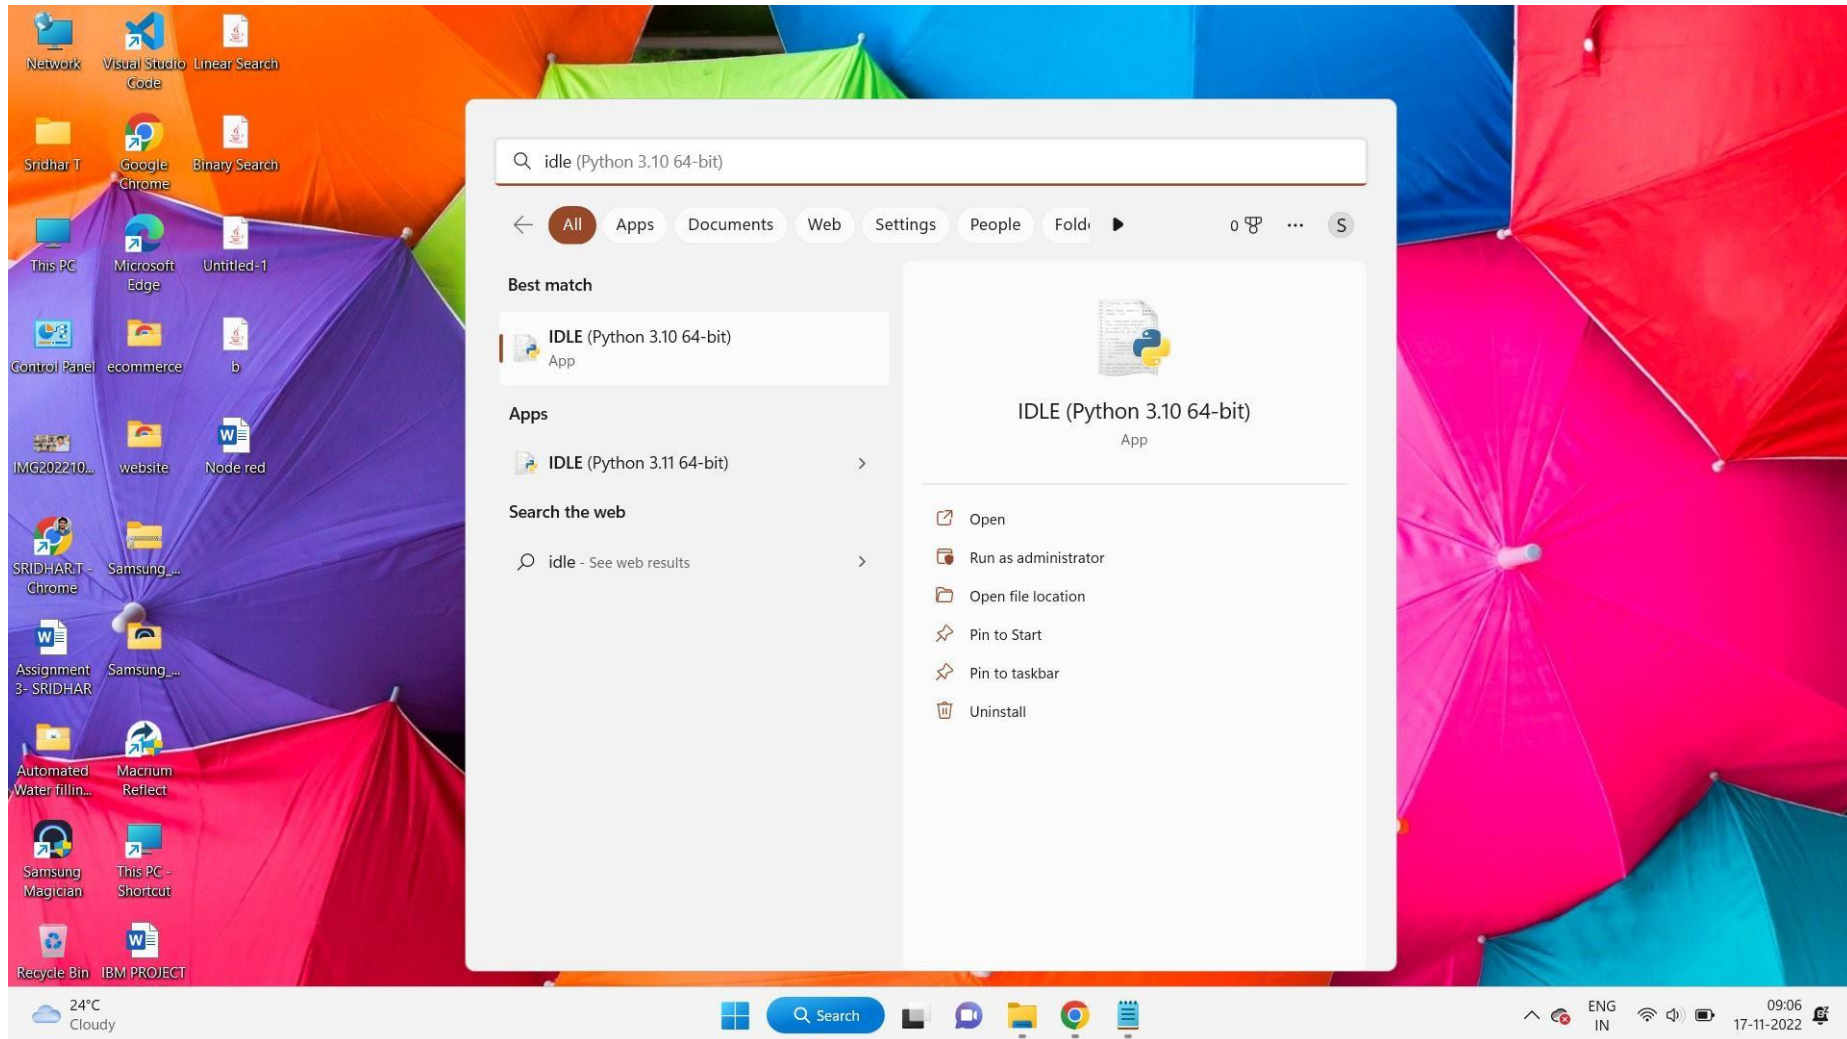 Network
Visual Studio
Code
Linear Search
Sridhar T
Google
Chrome
Binary Search
This PC
Microsoft
Edge
Untitled-1
Control Panel
ecommerce
b
IMG202210...
website
Node red
SRIDHAR.T -
Chrome
Samsung_...
Assignment
3- SRIDHAR
Samsung_...
Automated
Water fillin...
Macrium
Reflect
Samsung
Magician
This PC -
Shortcut
Recycle Bin
IBM PROJECT
idle (Python 3.10 64-bit)
All
Apps
Documents
Web
Settings
People
Folde
0
S
Best match
IDLE (Python 3.10 64-bit)
App
Apps
IDLE (Python 3.11 64-bit)
Search the web
idle - See web results
IDLE (Python 3.10 64-bit)
App
Open
Run as administrator
Open file location
Pin to Start
Pin to taskbar
Uninstall
24°C
Cloudy
Search
ENG
IN
09:06
17-11-2022